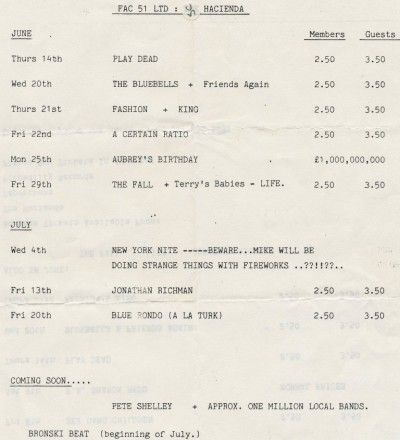 FAC 51 LTD : HACIENDA
JUNE Members Guests
Thurs 14th PLAY DEAD 2.50 3.50
Wed 20th THE BLUEBELLS + Friends Again 2.50 3.50
Thurs 21st FASHION + KING 2.50 3.50
Fri 22nd A CERTAIN RATIO 2.50 3.50
Mon 25th AUBREY'S BIRTHDAY £1,000,000,000
Fri 29th THE FALL + Terry's Babies - LIFE. 2.50 3.50
JULY
Wed 4th NEW YORK NITE -----BEWARE...MIKE WILL BE
DOING STRANGE THINGS WITH FIREWORKS ..??!!??..
Fri 13th JONATHAN RICHMAN 2.50 3.50
Fri 20th BLUE RONDO (A LA TURK) 2.50 3.50
COMING SOON.....
PETE SHELLEY + APPROX. ONE MILLION LOCAL BANDS.
BRONSKI BEAT (beginning of July.)